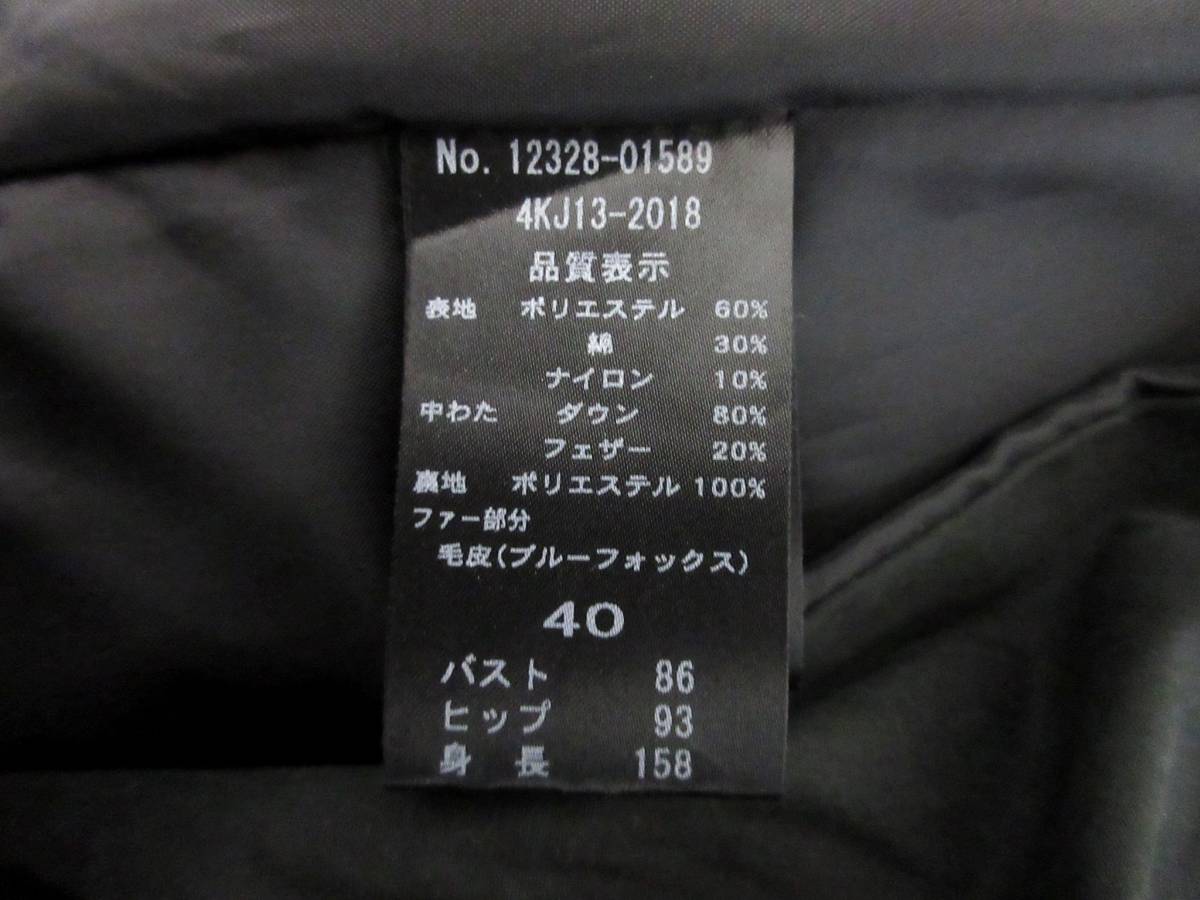 No. 12328-01589
4KJ13-2018
品質表示
表地 ポリエステル 60%
綿 30%
ナイロン 10%
中わた ダウン 80%
フェザー 20%
裏地 ポリエステル 100%
ファー部分
毛皮(ブルーフォックス)
40
バスト 86
ヒップ 93
身長 158